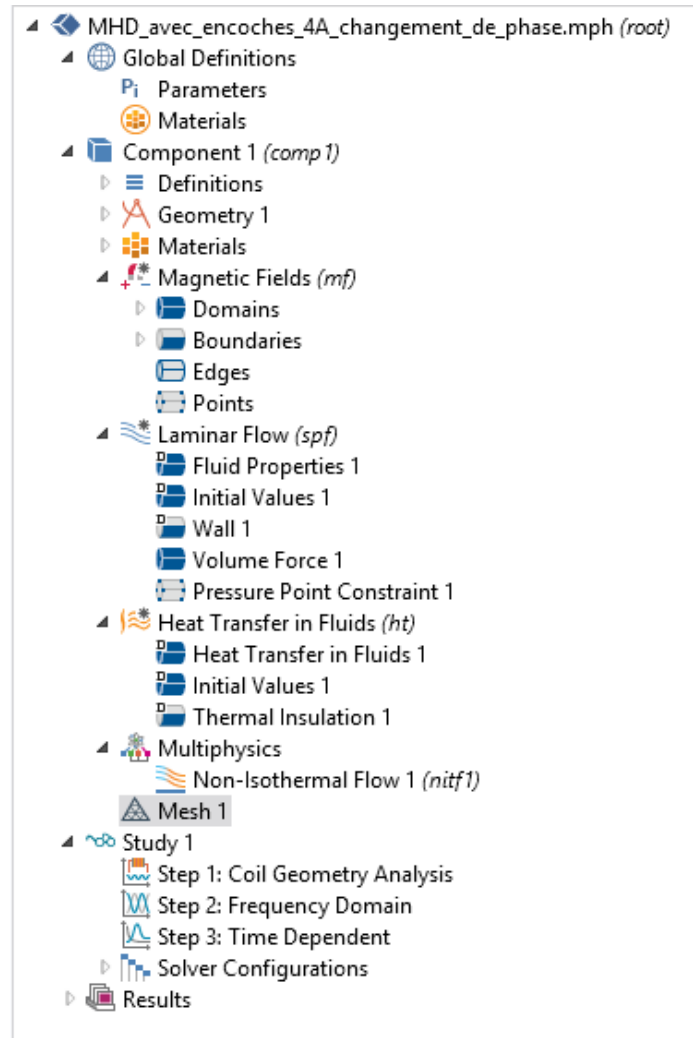 MHD_avec_encoches_4A_changement_de_phase.mph (root)
Global Definitions
Pi Parameters
Materials
Component 1 (comp1)
Definitions
Geometry 1
Materials
Magnetic Fields (mf)
Domains
Boundaries
Edges
Points
Laminar Flow (spf)
D Fluid Properties 1
D Initial Values 1
D Wall 1
Volume Force 1
Pressure Point Constraint 1
Heat Transfer in Fluids (ht)
D Heat Transfer in Fluids 1
D Initial Values 1
D Thermal Insulation 1
Multiphysics
Non-Isothermal Flow 1 (nitf1)
Mesh 1
Study 1
Step 1: Coil Geometry Analysis
Step 2: Frequency Domain
Step 3: Time Dependent
Solver Configurations
Results